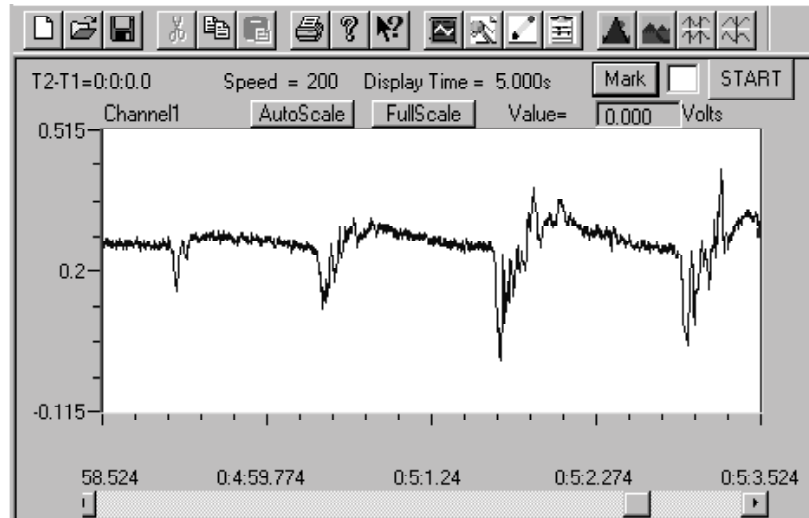 T2-T1=0:0:0.0 Speed = 200 Display Time = 5.000s Mark START
Channel1 AutoScale FullScale Value= 0.000 Volts
0.515
0.2
-0.115
58.524 0:4:59.774 0:5:1.24 0:5:2.274 0:5:3.524